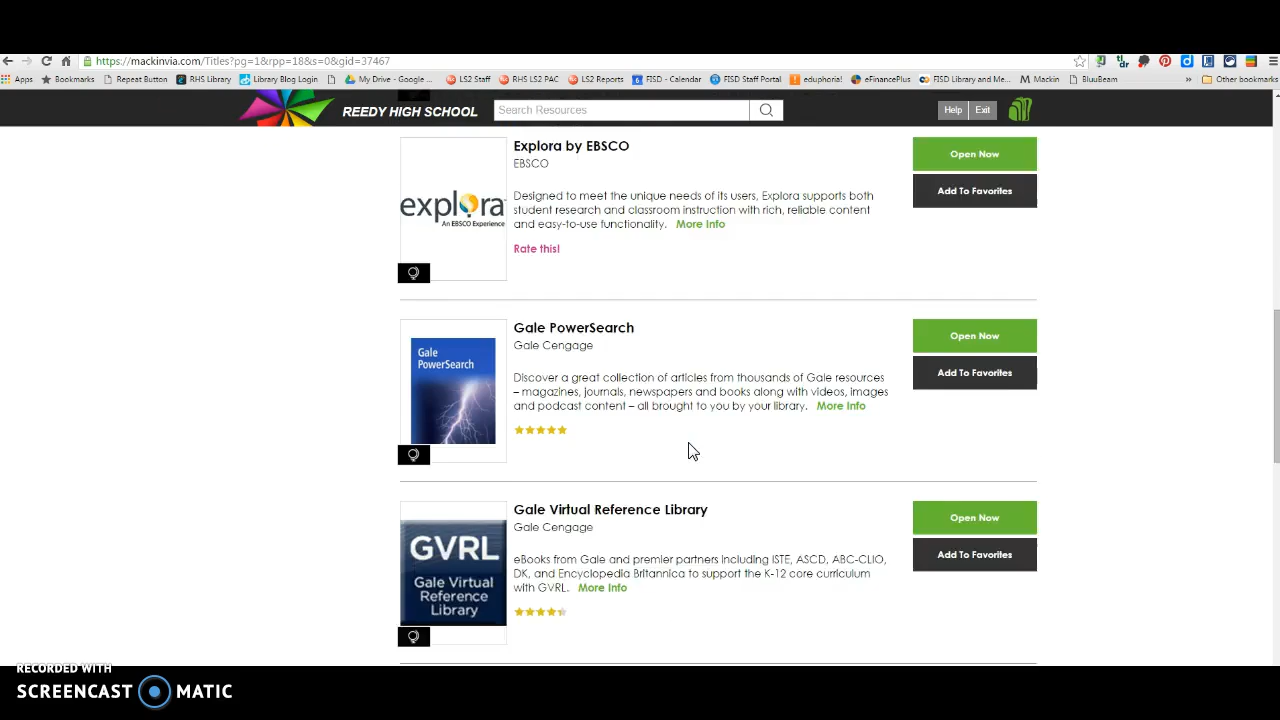 https://mackinvia.com/Titles?pg=1&rpp=18&s=0&gid=37467
Apps Bookmarks Repeat Button RHS Library Library Blog Login My Drive - Google ... LS2 Staff RHS LS2 PAC LS2 Reports FISD - Calendar FISD Staff Portal eduphoria! eFinancePlus FISD Library and Me... Mackin BluuBeam » Other bookmarks
REEDY HIGH SCHOOL Search Resources Help Exit
Explora by EBSCO
EBSCO
Open Now
Add To Favorites
explora
An EBSCO Experience
Designed to meet the unique needs of its users, Explora supports both
student research and classroom instruction with rich, reliable content
and easy-to-use functionality. More Info
Rate this!
Gale PowerSearch
Gale Cengage
Open Now
Add To Favorites
Gale
PowerSearch
Discover a great collection of articles from thousands of Gale resources
– magazines, journals, newspapers and books along with videos, images
and podcast content – all brought to you by your library. More Info
Gale Virtual Reference Library
Gale Cengage
Open Now
Add To Favorites
GVRL
Gale Virtual
Reference
Library
eBooks from Gale and premier partners including ISTE, ASCD, ABC-CLIO,
DK, and Encyclopedia Britannica to support the K-12 core curriculum
with GVRL. More Info
RECORDED WITH
SCREENCAST MATIC